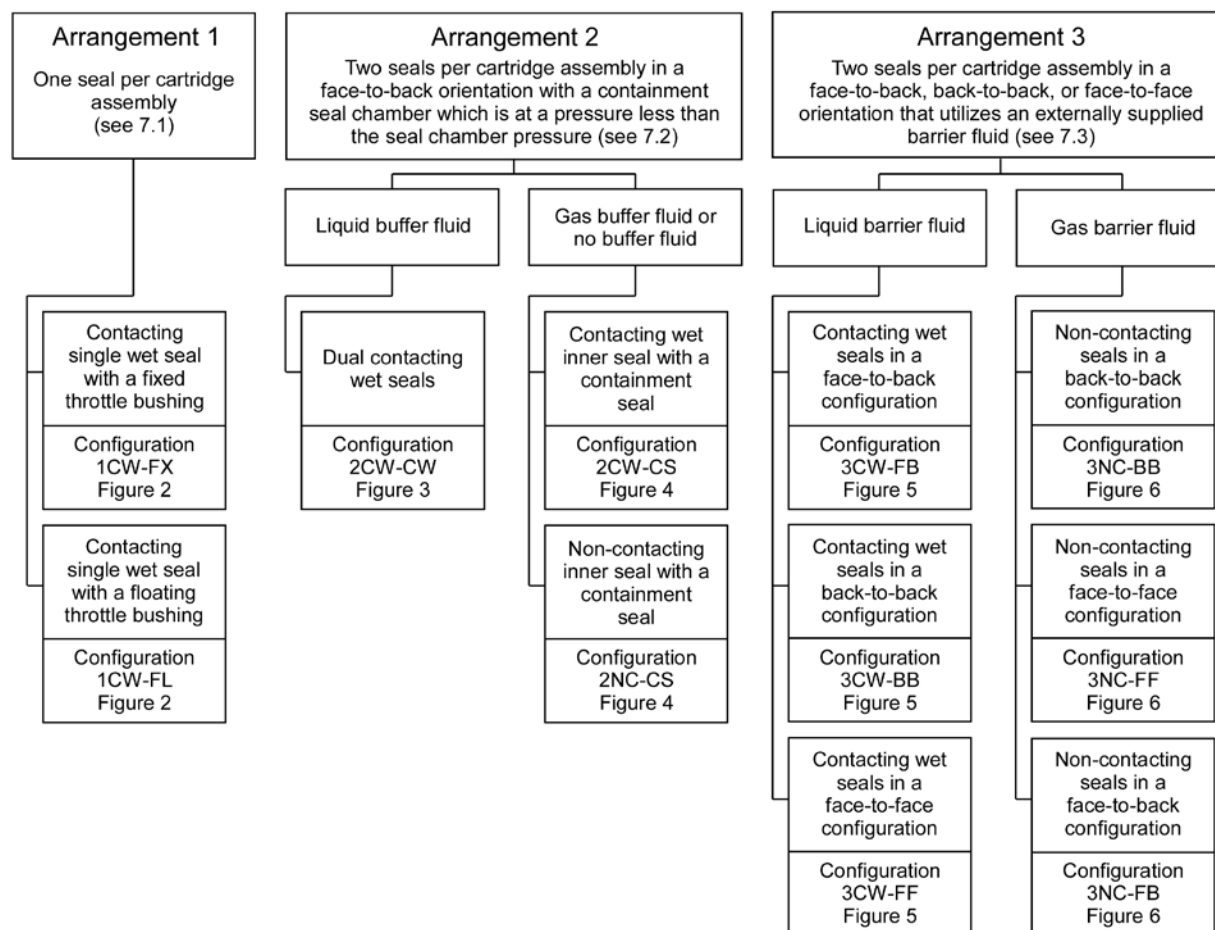 Arrangement 1
One seal per cartridge
assembly
(see 7.1)
Contacting
single wet seal
with a fixed
throttle bushing
Configuration
1CW-FX
Figure 2
Contacting
single wet seal
with a floating
throttle bushing
Configuration
1CW-FL
Figure 2
Arrangement 2
Two seals per cartridge assembly in a
face-to-back orientation with a containment
seal chamber which is at a pressure less than
the seal chamber pressure (see 7.2)
Liquid buffer fluid
Dual contacting
wet seals
Configuration
2CW-CW
Figure 3
Gas buffer fluid or
no buffer fluid
Contacting wet
inner seal with a
containment
seal
Configuration
2CW-CS
Figure 4
Non-contacting
inner seal with a
containment
seal
Configuration
2NC-CS
Figure 4
Arrangement 3
Two seals per cartridge assembly in a
face-to-back, back-to-back, or face-to-face
orientation that utilizes an externally supplied
barrier fluid (see 7.3)
Liquid barrier fluid
Contacting wet
seals in a
face-to-back
configuration
Configuration
3CW-FB
Figure 5
Contacting wet
seals in a
back-to-back
configuration
Configuration
3CW-BB
Figure 5
Contacting wet
seals in a
face-to-face
configuration
Configuration
3CW-FF
Figure 5
Gas barrier fluid
Non-contacting
seals in a
back-to-back
configuration
Configuration
3NC-BB
Figure 6
Non-contacting
seals in a
face-to-face
configuration
Configuration
3NC-FF
Figure 6
Non-contacting
seals in a
face-to-back
configuration
Configuration
3NC-FB
Figure 6